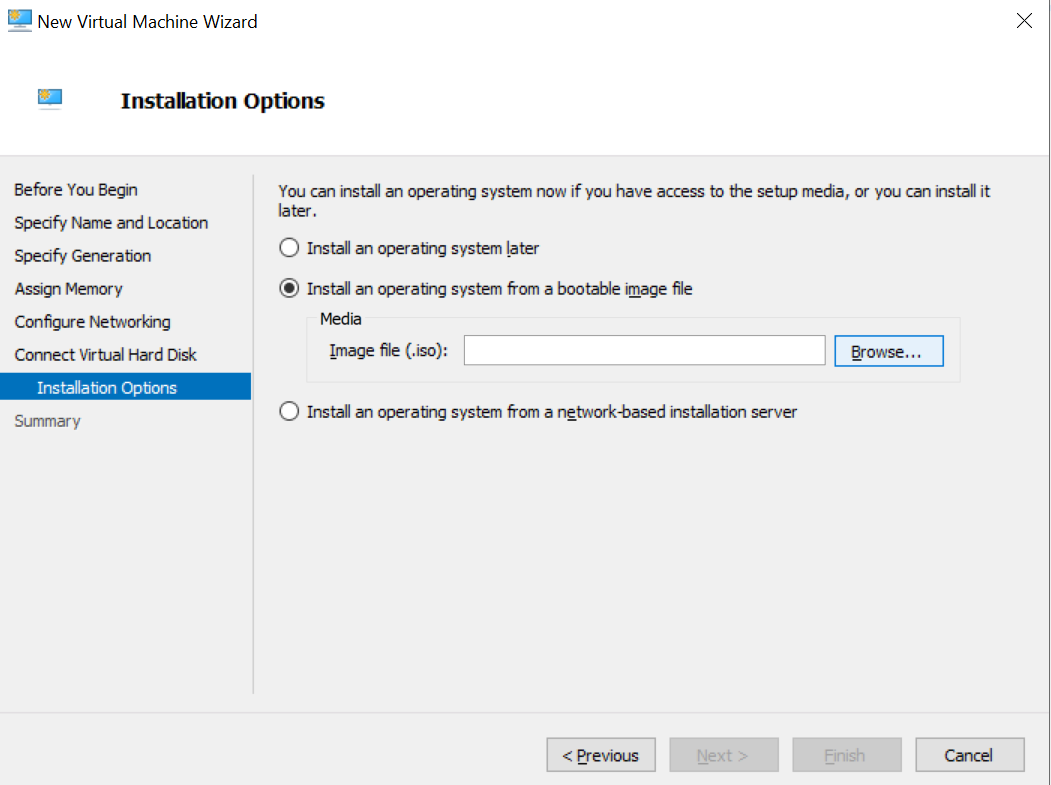 New Virtual Machine Wizard
Installation Options
Before You Begin
Specify Name and Location
Specify Generation
Assign Memory
Configure Networking
Connect Virtual Hard Disk
Installation Options
Summary
You can install an operating system now if you have access to the setup media, or you can install it
later.
Install an operating system later
Install an operating system from a bootable image file
Media
Image file (.iso):
Browse...
Install an operating system from a network-based installation server
< Previous
Next >
Finish
Cancel